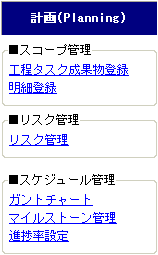 計画(Planning)
■スコープ管理
工程タスク成果物登録
明細登録
■リスク管理
リスク管理
■スケジュール管理
ガントチャート
マイルストーン管理
進捗率設定